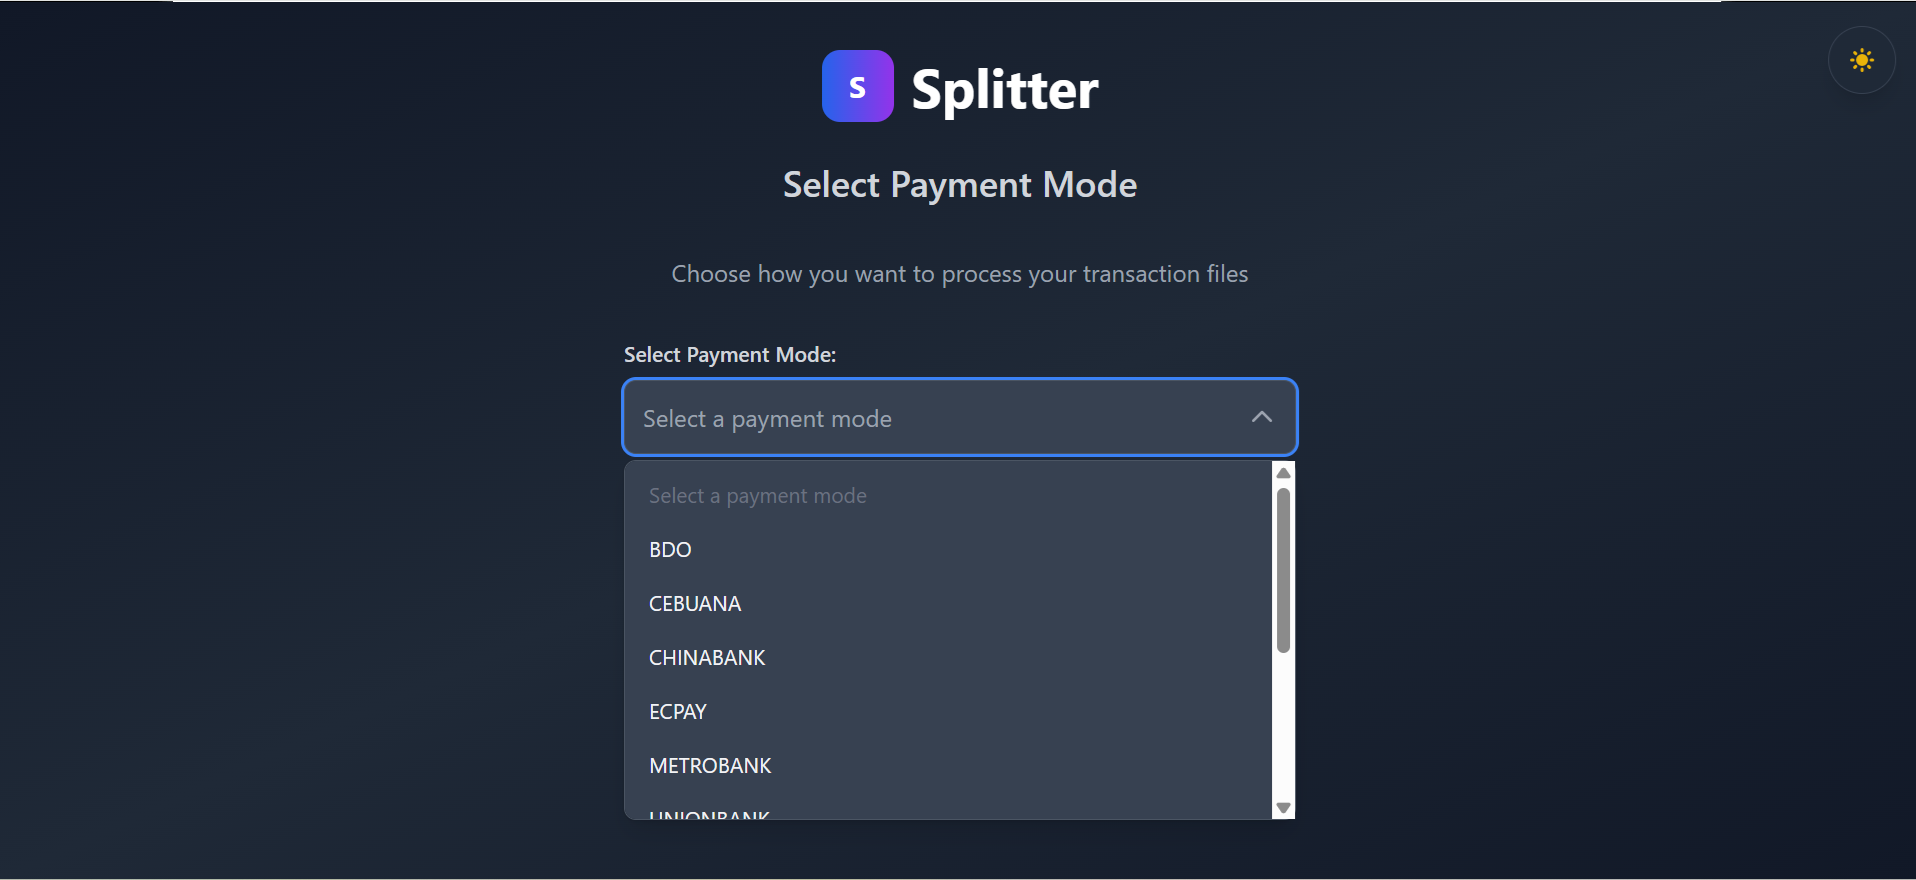 S Splitter
Select Payment Mode
Choose how you want to process your transaction files
Select Payment Mode:
Select a payment mode
Select a payment mode
BDO
CEBUANA
CHINABANK
ECPAY
METROBANK
UNIONBANK